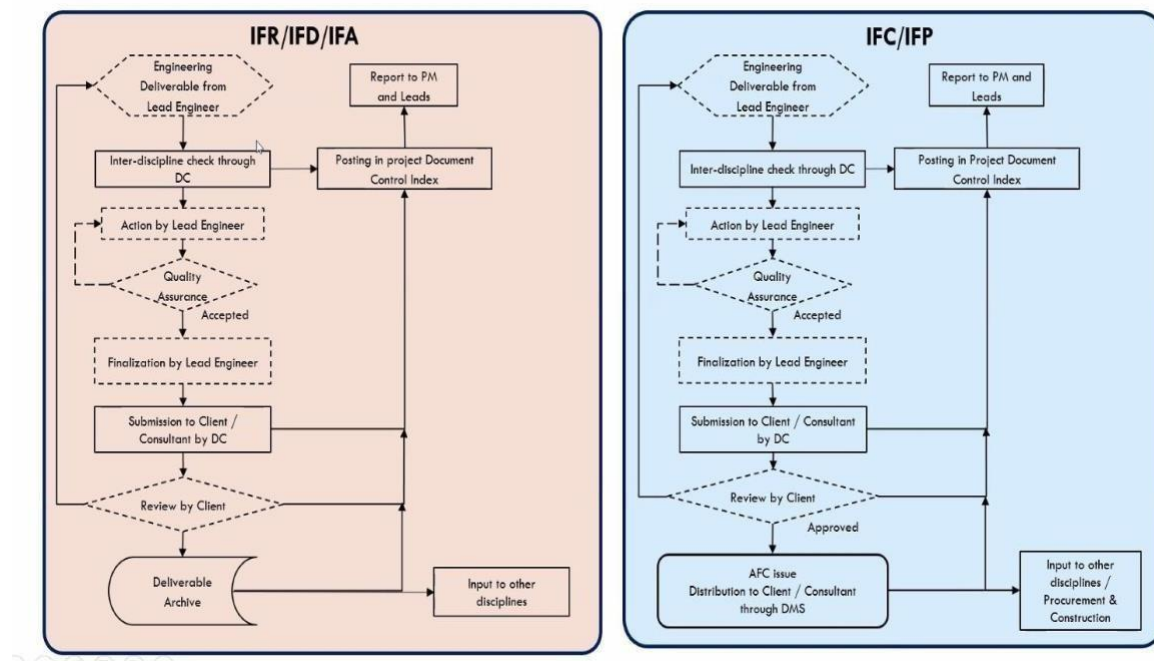 IFR/IFD/IFA
Engineering
Deliverable from
Lead Engineer
Report to PM
and Leads
Inter-discipline check through
DC
Posting in project Document
Control Index
Action by Lead Engineer
Quality
Assurance
Accepted
Finalization by Lead Engineer
Submission to Client /
Consultant by DC
Review by Client
Deliverable
Archive
Input to other
disciplines
IFC/IFP
Engineering
Deliverable from
Lead Engineer
Report to PM and
Leads
Inter-discipline check through DC
Posting in Project Document
Control Index
Action by Lead Engineer
Quality
Assurance
Accepted
Finalization by Lead Engineer
Submission to Client / Consultant
by DC
Review by Client
Approved
AFC issue
Distribution to Client / Consultant
through DMS
Input to other
disciplines /
Procurement &
Construction